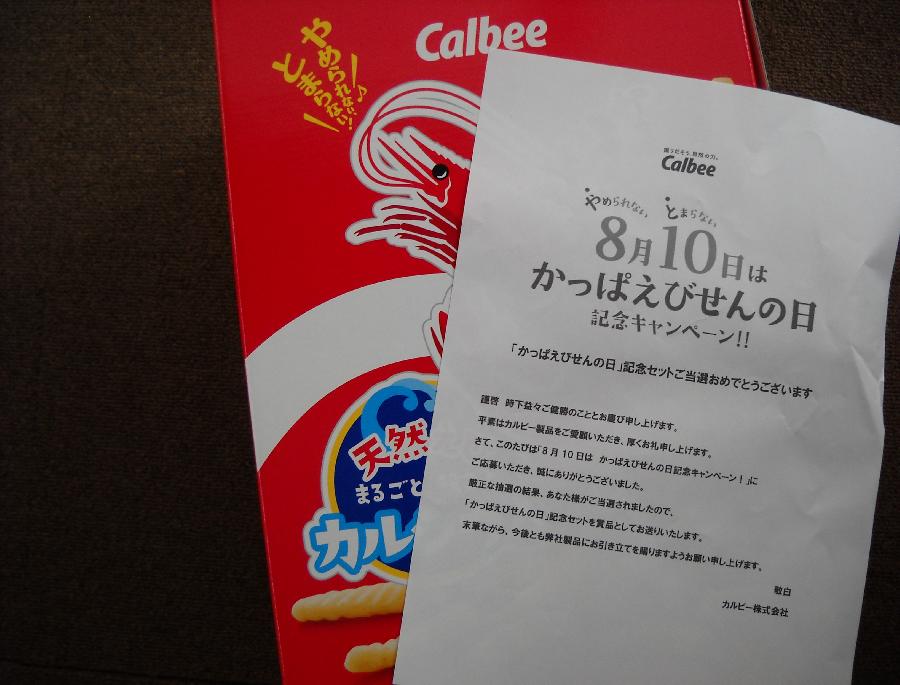 Calbee
やめられない♪
とまらない!!
天然
まるごと
カル
掘りだそう、自然の力。
Calbee
やめられない とまらない
8月10日は
かっぱえびせんの日
記念キャンペーン!!
「かっぱえびせんの日」記念セットご当選おめでとうございます
謹啓 時下益々ご健勝のこととお慶び申し上げます。
平素はカルビー製品をご愛顧いただき、厚くお礼申し上げます。
さて、このたびは「8月10日は かっぱえびせんの日記念キャンペーン!」に
ご応募いただき、誠にありがとうございました。
厳正な抽選の結果、あなた様がご当選されましたので、
「かっぱえびせんの日」記念セットを賞品としてお送りいたします。
末筆ながら、今後とも弊社製品にお引き立てを賜りますようお願い申し上げます。
敬白
カルビー株式会社